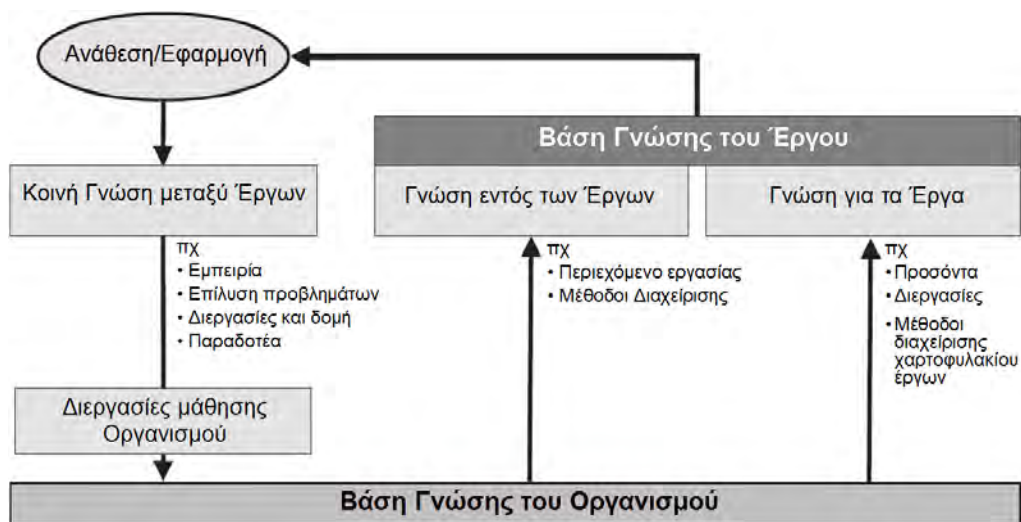 Ανάθεση/Εφαρμογή
Βάση Γνώσης του Έργου
Κοινή Γνώση μεταξύ Έργων
Γνώση εντός των Έργων
Γνώση για τα Έργα
πχ
• Εμπειρία
• Επίλυση προβλημάτων
• Διεργασίες και δομή
• Παραδοτέα
πχ
• Περιεχόμενο εργασίας
• Μέθοδοι Διαχείρισης
πχ
• Προσόντα
• Διεργασίες
• Μέθοδοι
διαχείρισης
χαρτοφυλακίου
έργων
Διεργασίες μάθησης
Οργανισμού
Βάση Γνώσης του Οργανισμού